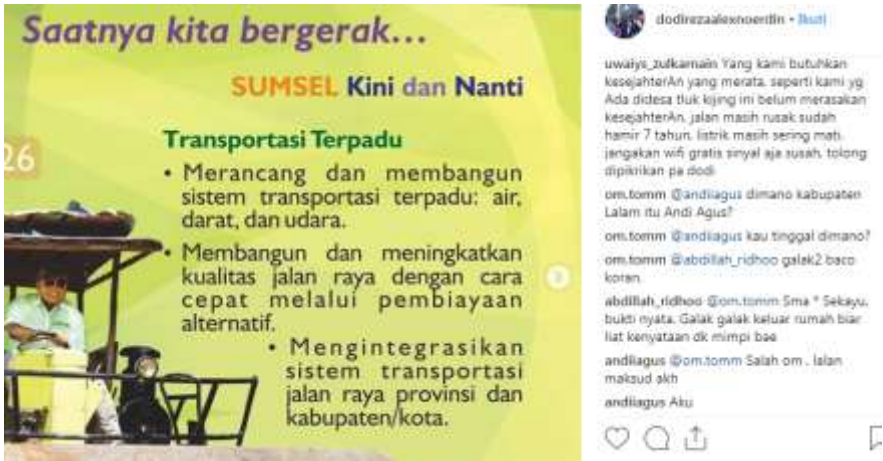 Saatnya kita bergerak...
SUMSEL Kini dan Nanti
26
Transportasi Terpadu
• Merancang dan membangun
sistem transportasi terpadu: air,
darat, dan udara.
• Membangun dan meningkatkan
kualitas jalan raya dengan cara
cepat melalui pembiayaan
alternatif.
• Mengintegrasikan
sistem transportasi
jalan raya provinsi dan
kabupaten/kota.
dodirezaalexnoerdin • Ikuti
uwaiys_zulkarnain Yang kami butuhkan
kesejahterAn yang merata, seperti kami yg
Ada didesa tluk kijing ini belum merasakan
kesejahterAn, jalan masih rusak sudah
hamir 7 tahun, listrik masih sering mati,
jangakan wifi gratis sinyal aja susah, tolong
dipikrikan pa dodi
om.tomm @andiiagus dimano kabupaten
Lalam itu Andi Agus?
om.tomm @andiiagus kau tinggal dimano?
om.tomm @abdillah_ridhoo galak2 baco
koran.
abdillah_ridhoo @om.tomm Sma * Sekayu,
bukti nyata. Galak galak keluar rumah biar
liat kenyataan dk mimpi bae
andiiagus @om.tomm Salah om , lalan
maksud akh
andiiagus Aku